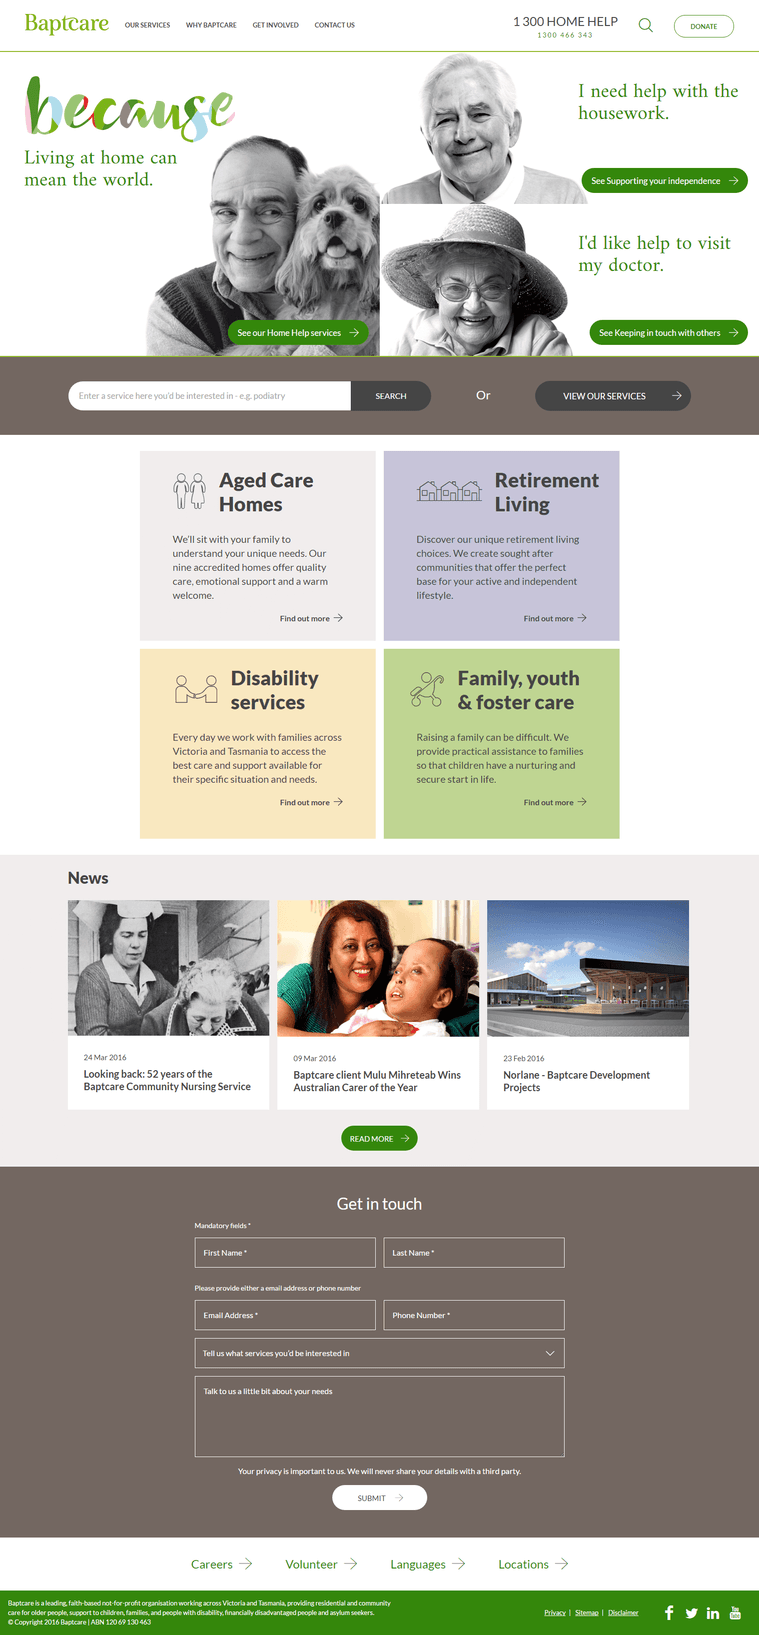 Baptcare
OUR SERVICES
WHY BAPTCARE
GET INVOLVED
CONTACT US
1 300 HOME HELP
1300 466 343
DONATE
because
Living at home can
mean the world.
See our Home Help services
I need help with the
housework.
See Supporting your independence
I'd like help to visit
my doctor.
See Keeping in touch with others
Enter a service here you'd be interested in - e.g. podiatry
SEARCH
Or
VIEW OUR SERVICES
Aged Care
Homes
We'll sit with your family to
understand your unique needs. Our
nine accredited homes offer quality
care, emotional support and a warm
welcome.
Find out more
Retirement
Living
Discover our unique retirement living
choices. We create sought after
communities that offer the perfect
base for your active and independent
lifestyle.
Find out more
Disability
services
Every day we work with families across
Victoria and Tasmania to access the
best care and support available for
their specific situation and needs.
Find out more
Family, youth
& foster care
Raising a family can be difficult. We
provide practical assistance to families
so that children have a nurturing and
secure start in life.
Find out more
News
24 Mar 2016
Looking back: 52 years of the
Baptcare Community Nursing Service
09 Mar 2016
Baptcare client Mulu Mihreteab Wins
Australian Carer of the Year
23 Feb 2016
Norlane - Baptcare Development
Projects
READ MORE
Get in touch
Mandatory fields *
First Name *
Last Name *
Please provide either a email address or phone number
Email Address *
Phone Number *
Tell us what services you'd be interested in
Talk to us a little bit about your needs
Your privacy is important to us. We will never share your details with a third party.
SUBMIT
Careers
Volunteer
Languages
Locations
Baptcare is a leading, faith-based not-for-profit organisation working across Victoria and Tasmania, providing residential and community
care for older people, support to children, families, and people with disability, financially disadvantaged people and asylum seekers.
© Copyright 2016 Baptcare | ABN 120 69 130 463
Privacy | Sitemap | Disclaimer
You
Tube